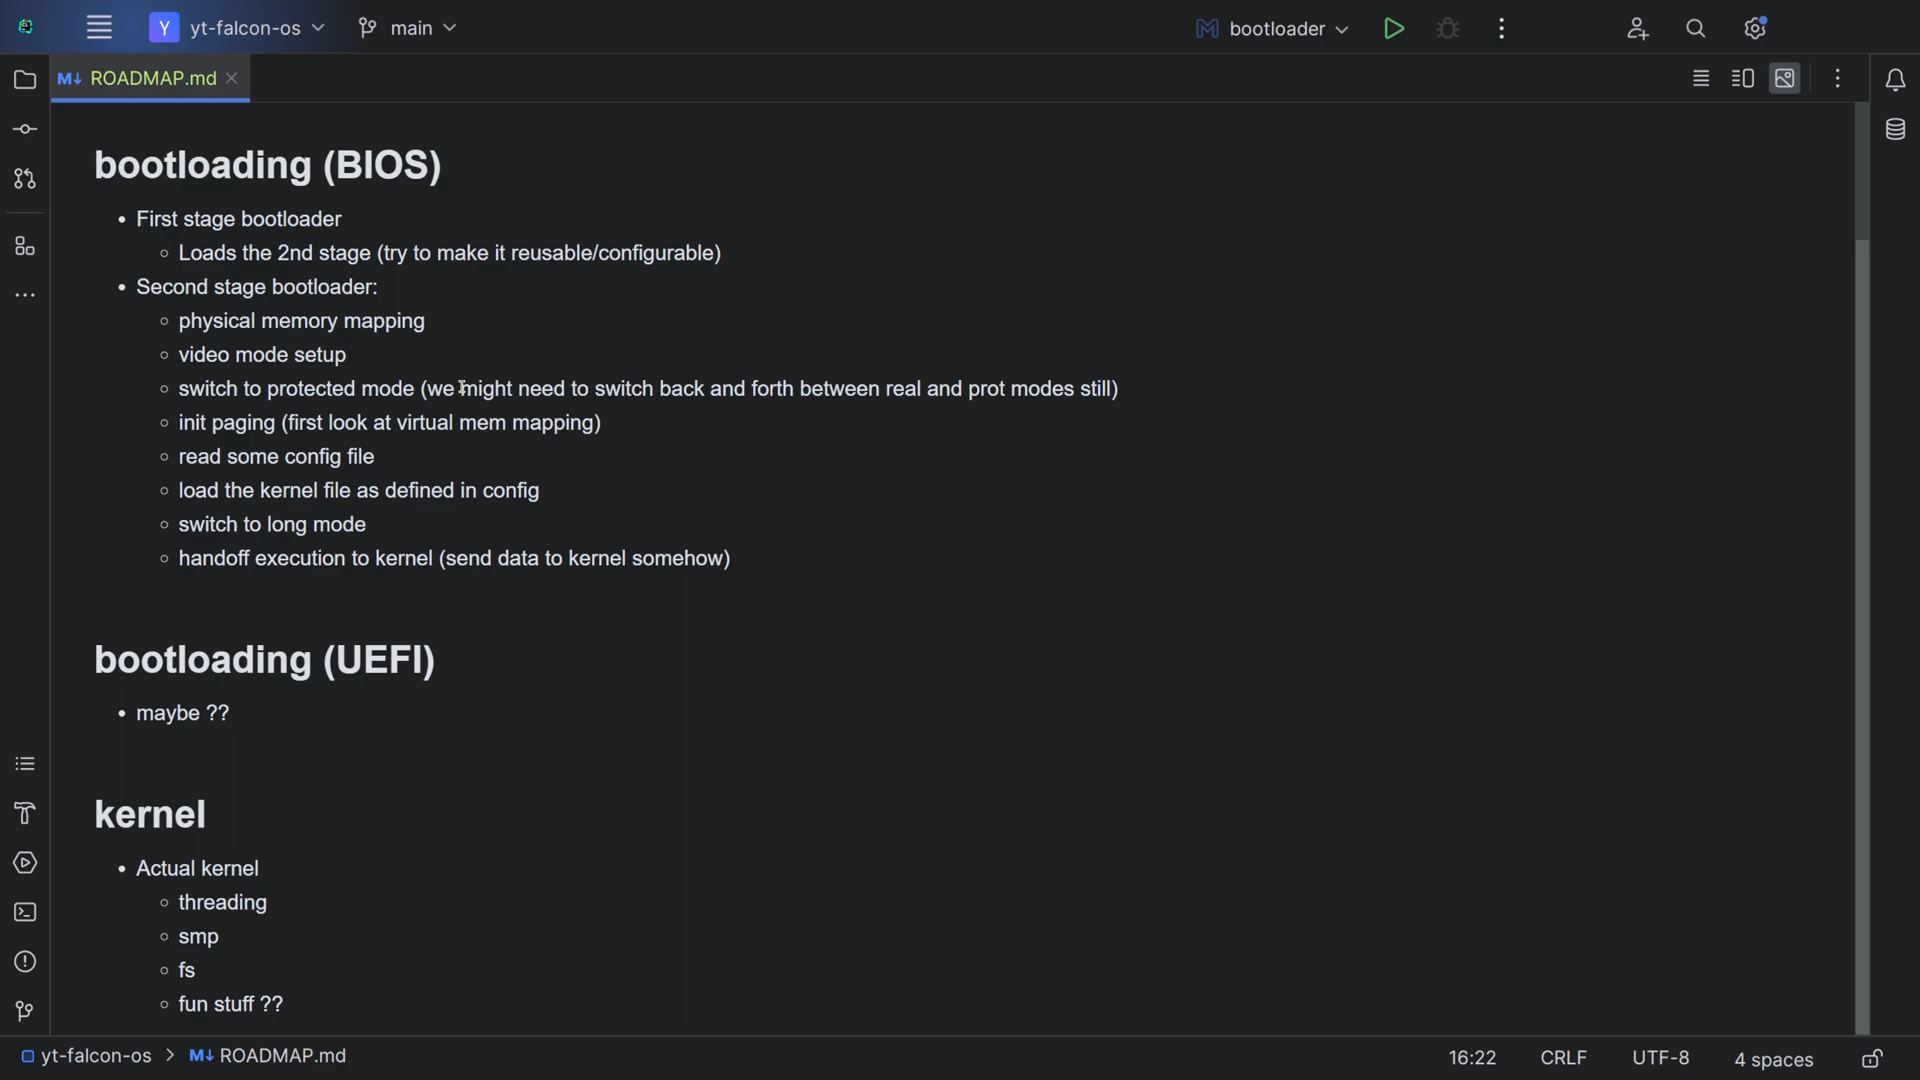 Y yt-falcon-os main bootloader
M↓ ROADMAP.md
bootloading (BIOS)
• First stage bootloader
◦ Loads the 2nd stage (try to make it reusable/configurable)
• Second stage bootloader:
◦ physical memory mapping
◦ video mode setup
◦ switch to protected mode (we might need to switch back and forth between real and prot modes still)
◦ init paging (first look at virtual mem mapping)
◦ read some config file
◦ load the kernel file as defined in config
◦ switch to long mode
◦ handoff execution to kernel (send data to kernel somehow)
bootloading (UEFI)
• maybe ??
kernel
• Actual kernel
◦ threading
◦ smp
◦ fs
◦ fun stuff ??
yt-falcon-os > M↓ ROADMAP.md 16:22 CRLF UTF-8 4 spaces